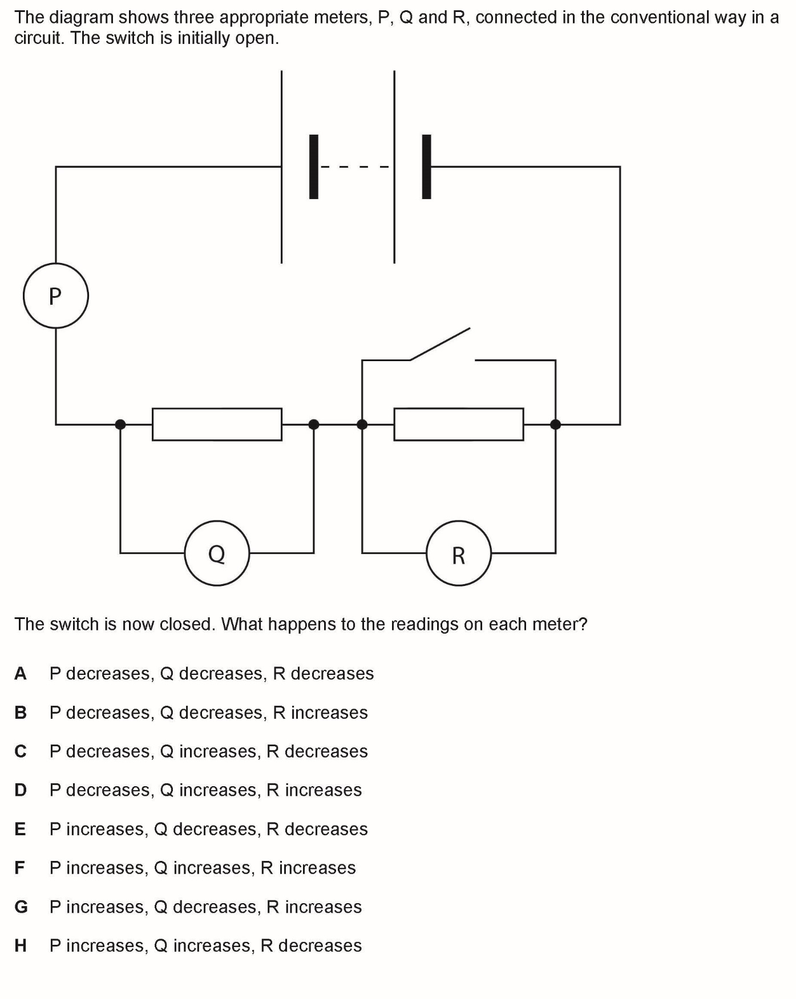 The diagram shows three appropriate meters, P, Q and R, connected in the conventional way in a
circuit. The switch is initially open.
P
Q
R
The switch is now closed. What happens to the readings on each meter?
A P decreases, Q decreases, R decreases
B P decreases, Q decreases, R increases
C P decreases, Q increases, R decreases
D P decreases, Q increases, R increases
E P increases, Q decreases, R decreases
F P increases, Q increases, R increases
G P increases, Q decreases, R increases
H P increases, Q increases, R decreases